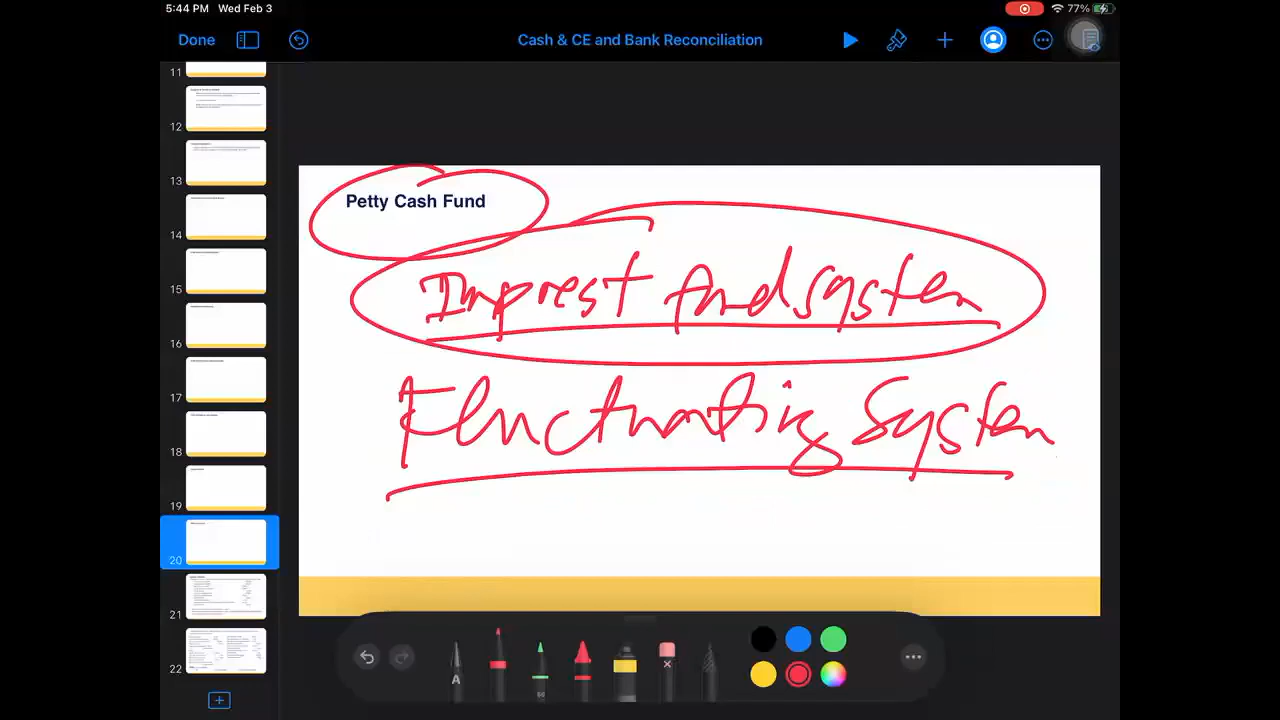 5:44 PM Wed Feb 3
77%
Done
Cash & CE and Bank Reconciliation
11
12
13
14
15
16
17
18
19
20
21
22
Petty Cash Fund
Imprest fund system
Fluctuating System
A